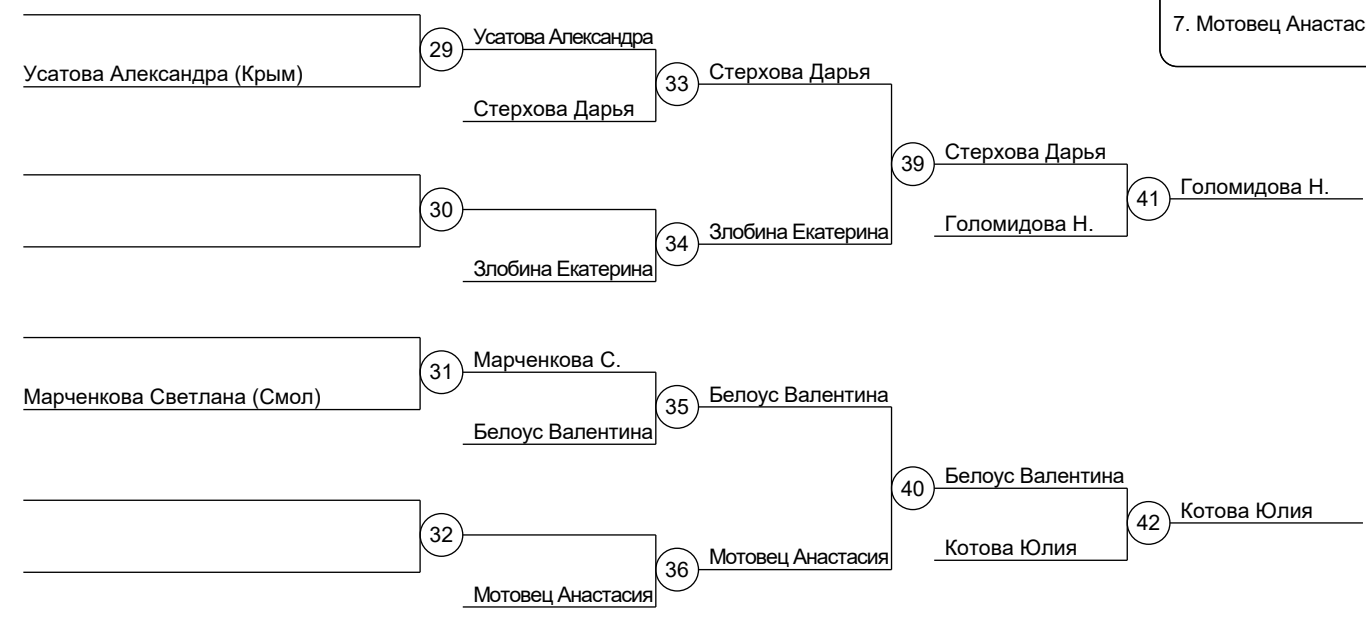 7. Мотовец Анастас
29
Усатова Александра
Усатова Александра (Крым)
33
Стерхова Дарья
Стерхова Дарья
39
Стерхова Дарья
30
41
Голомидова Н.
34
Злобина Екатерина
Голомидова Н.
Злобина Екатерина
31
Марченкова С.
Марченкова Светлана (Смол)
35
Белоус Валентина
Белоус Валентина
40
Белоус Валентина
32
42
Котова Юлия
36
Мотовец Анастасия
Котова Юлия
Мотовец Анастасия